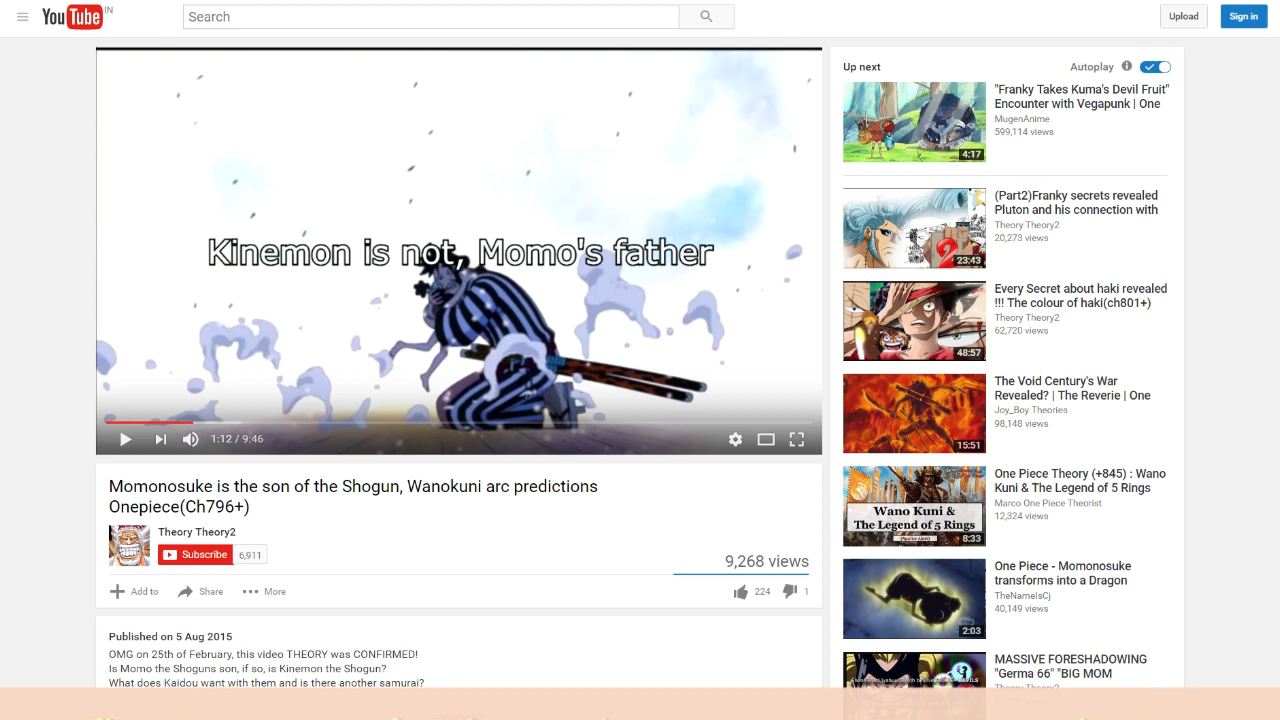 YouTube IN
Search
Upload
Sign in
Kinemon is not, Momo's father
1:12 / 9:46
Momonosuke is the son of the Shogun, Wanokuni arc predictions
Onepiece(Ch796+)
Theory Theory2
Subscribe 6,911
9,268 views
Add to
Share
More
224
1
Published on 5 Aug 2015
OMG on 25th of February, this video THEORY was CONFIRMED!
Is Momo the Shoguns son, if so, is Kinemon the Shogun?
What does Kaidou want with them and is there another samurai?
Up next
Autoplay
"Franky Takes Kuma's Devil Fruit"
Encounter with Vegapunk | One
MugenAnime
599,114 views
4:17
(Part2)Franky secrets revealed
Pluton and his connection with
Theory Theory2
20,273 views
2
23:43
Every Secret about haki revealed
!!! The colour of haki(ch801+)
Theory Theory2
62,720 views
48:57
The Void Century's War
Revealed? | The Reverie | One
Joy_Boy Theories
98,148 views
15:51
One Piece Theory (+845) : Wano
Kuni & The Legend of 5 Rings
Marco One Piece Theorist
12,324 views
Wano Kuni &
The Legend of 5 Rings
8:33
One Piece - Momonosuke
transforms into a Dragon
TheNameIsCj
40,149 views
2:03
MASSIVE FORESHADOWING
"Germa 66" "BIG MOM
Theory Theory2